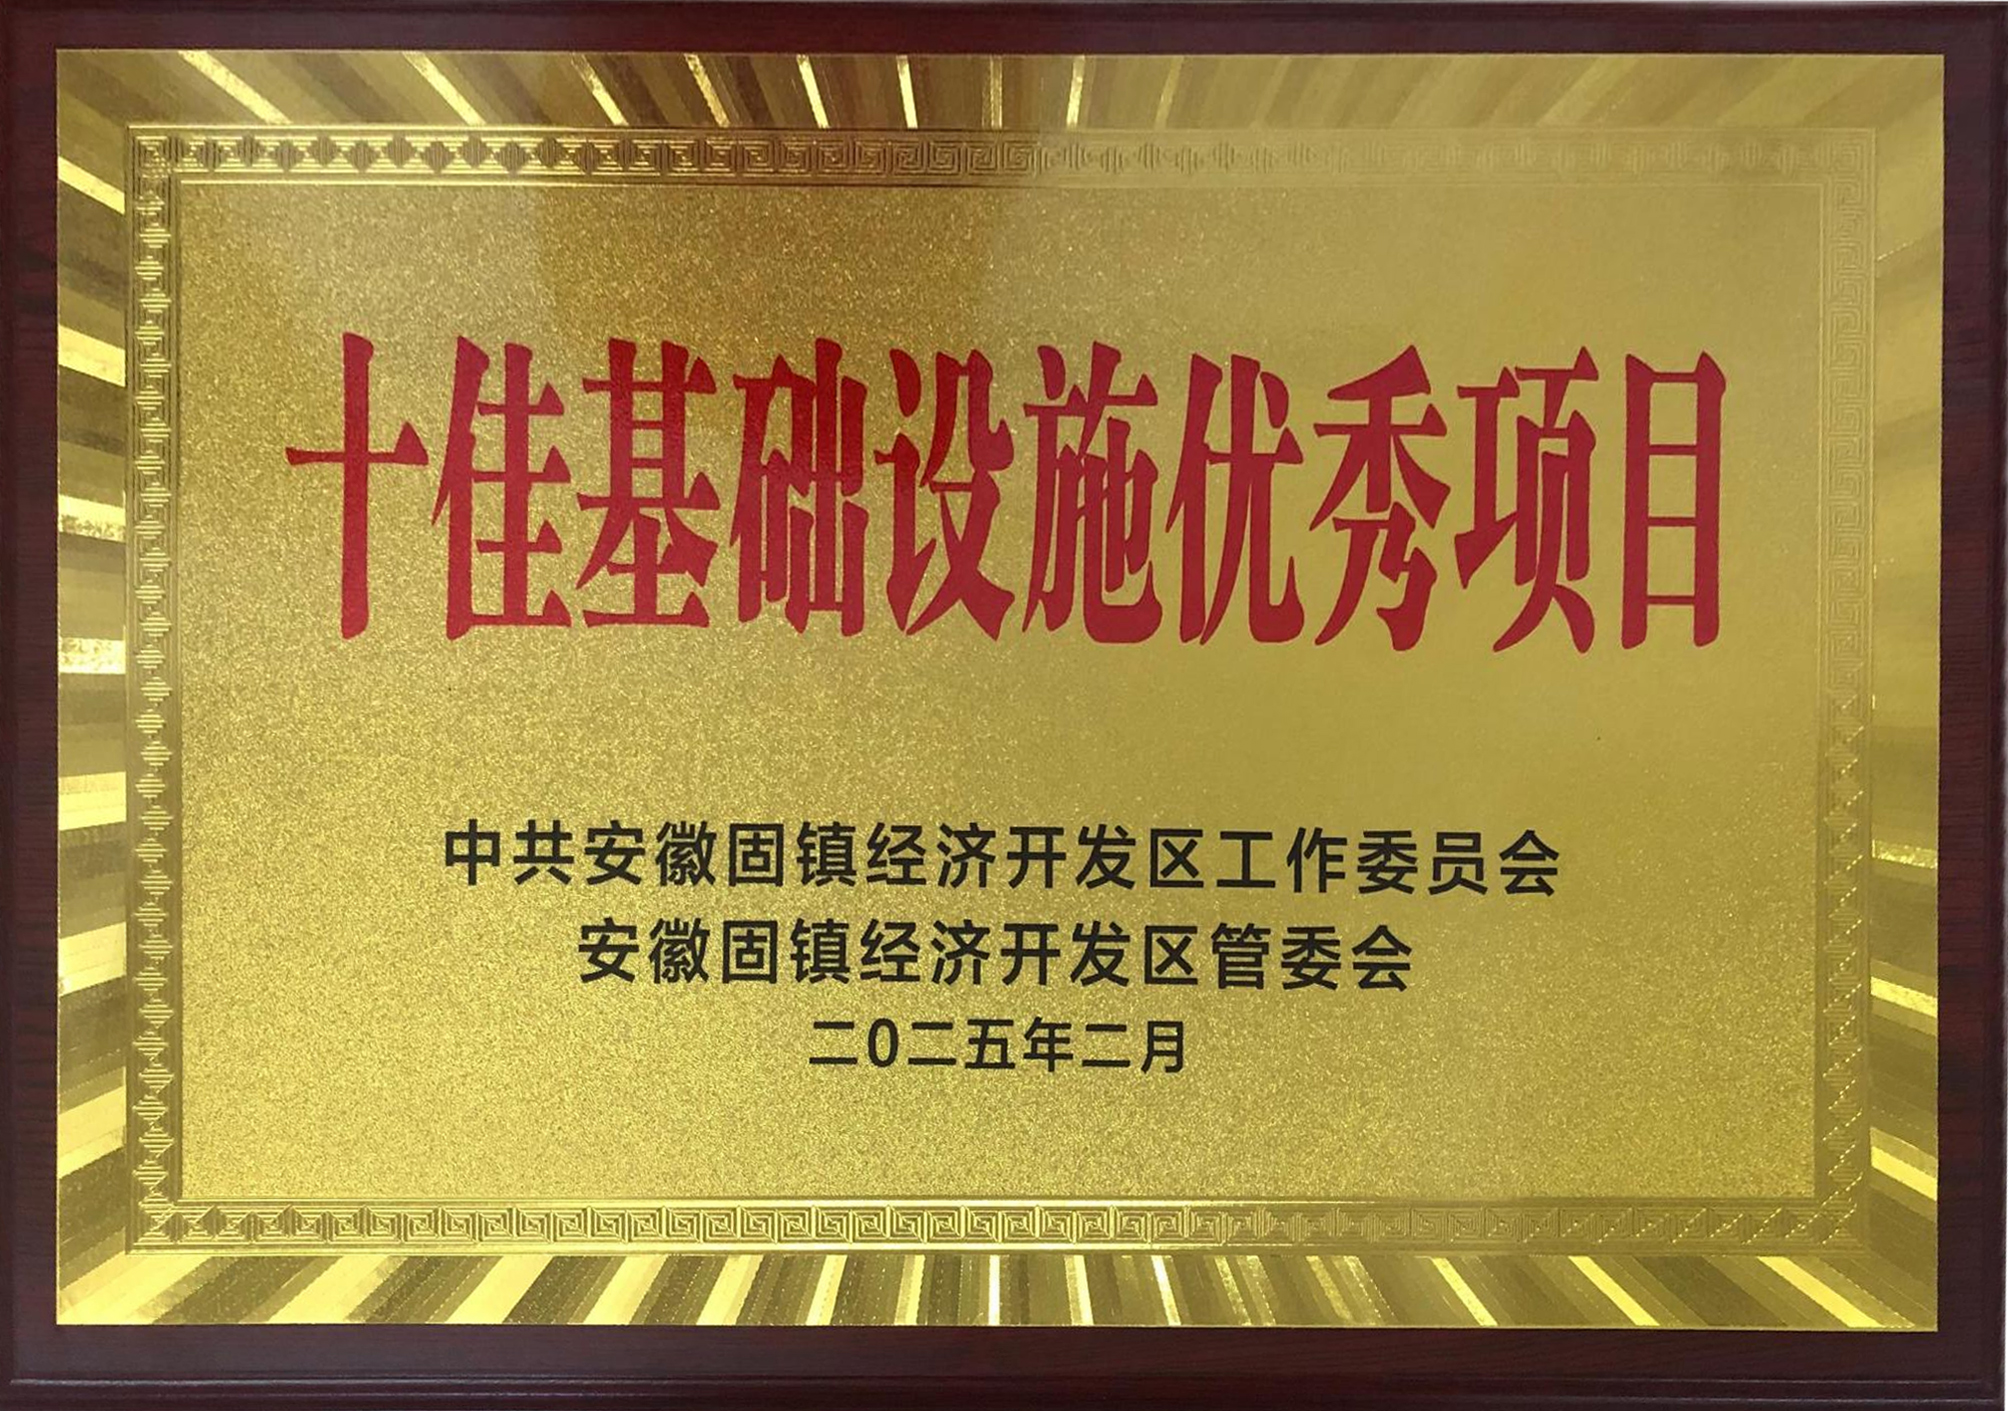 十佳基础设施优秀项目
中共安徽固镇经济开发区工作委员会
安徽固镇经济开发区管委会
二0二五年二月